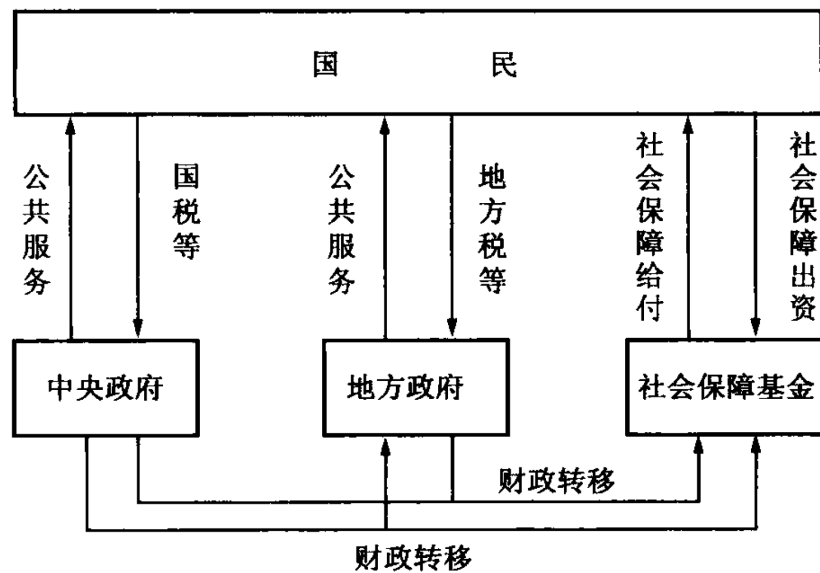 国 民
公共服务
国税等
公共服务
地方税等
社会保障给付
社会保障出资
中央政府
地方政府
社会保障基金
财政转移
财政转移